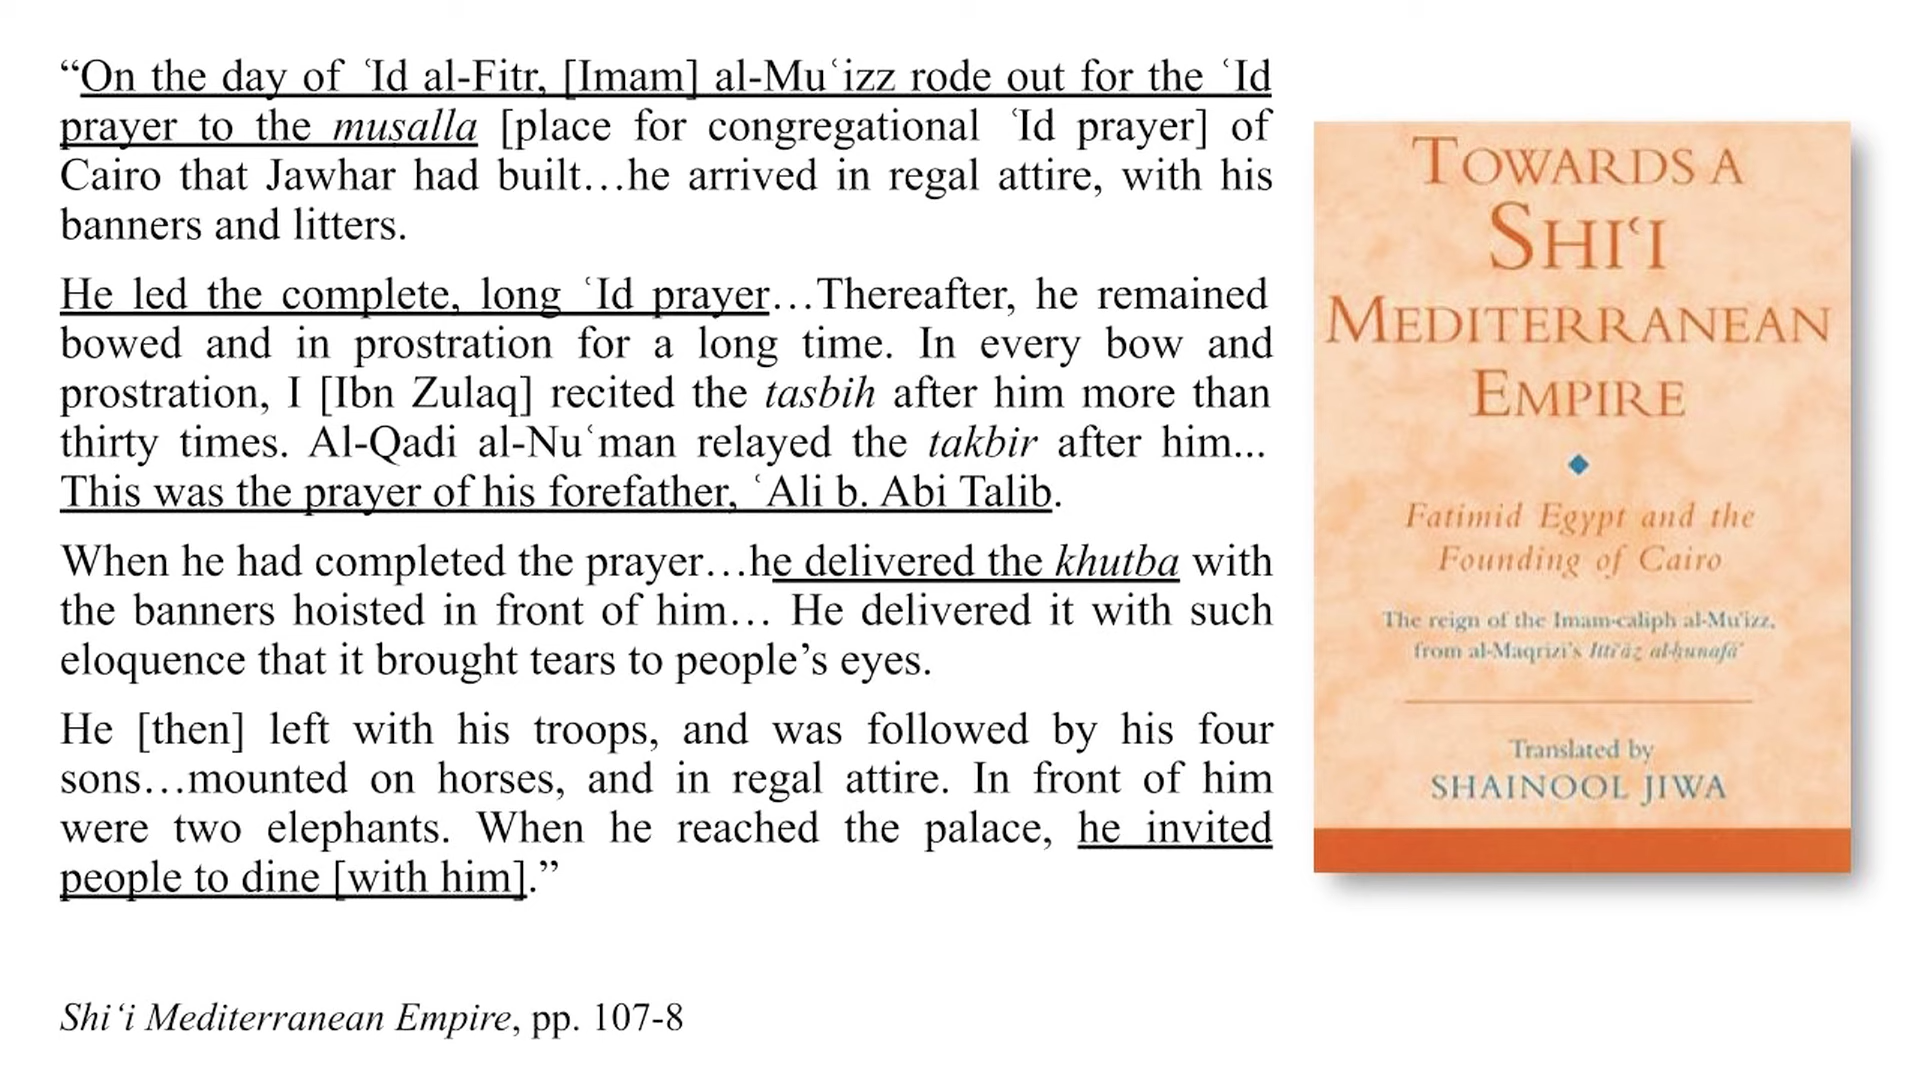 “On the day of ʿId al-Fitr, [Imam] al-Muʿizz rode out for the ʿId
prayer to the musalla [place for congregational ʿId prayer] of
Cairo that Jawhar had built…he arrived in regal attire, with his
banners and litters.
He led the complete, long ʿId prayer…Thereafter, he remained
bowed and in prostration for a long time. In every bow and
prostration, I [Ibn Zulaq] recited the tasbih after him more than
thirty times. Al-Qadi al-Nuʿman relayed the takbir after him...
This was the prayer of his forefather, ʿAli b. Abi Talib.
When he had completed the prayer…he delivered the khutba with
the banners hoisted in front of him… He delivered it with such
eloquence that it brought tears to people’s eyes.
He [then] left with his troops, and was followed by his four
sons…mounted on horses, and in regal attire. In front of him
were two elephants. When he reached the palace, he invited
people to dine [with him].”
Shi‘i Mediterranean Empire, pp. 107-8
TOWARDS A
SHI‘I
MEDITERRANEAN
EMPIRE
Fatimid Egypt and the
Founding of Cairo
The reign of the Imam-caliph al-Mu‘izz,
from al-Maqrizi’s Itti‘āẓ al-ḥunafā’
Translated by
SHAINOOL JIWA